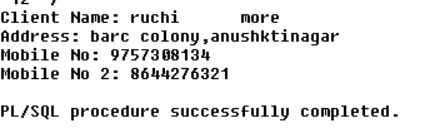 Client Name: ruchi      more
Address: barc colony,anushktinagar
Mobile No: 9757308134
Mobile No 2: 8644276321
PL/SQL procedure successfully completed.